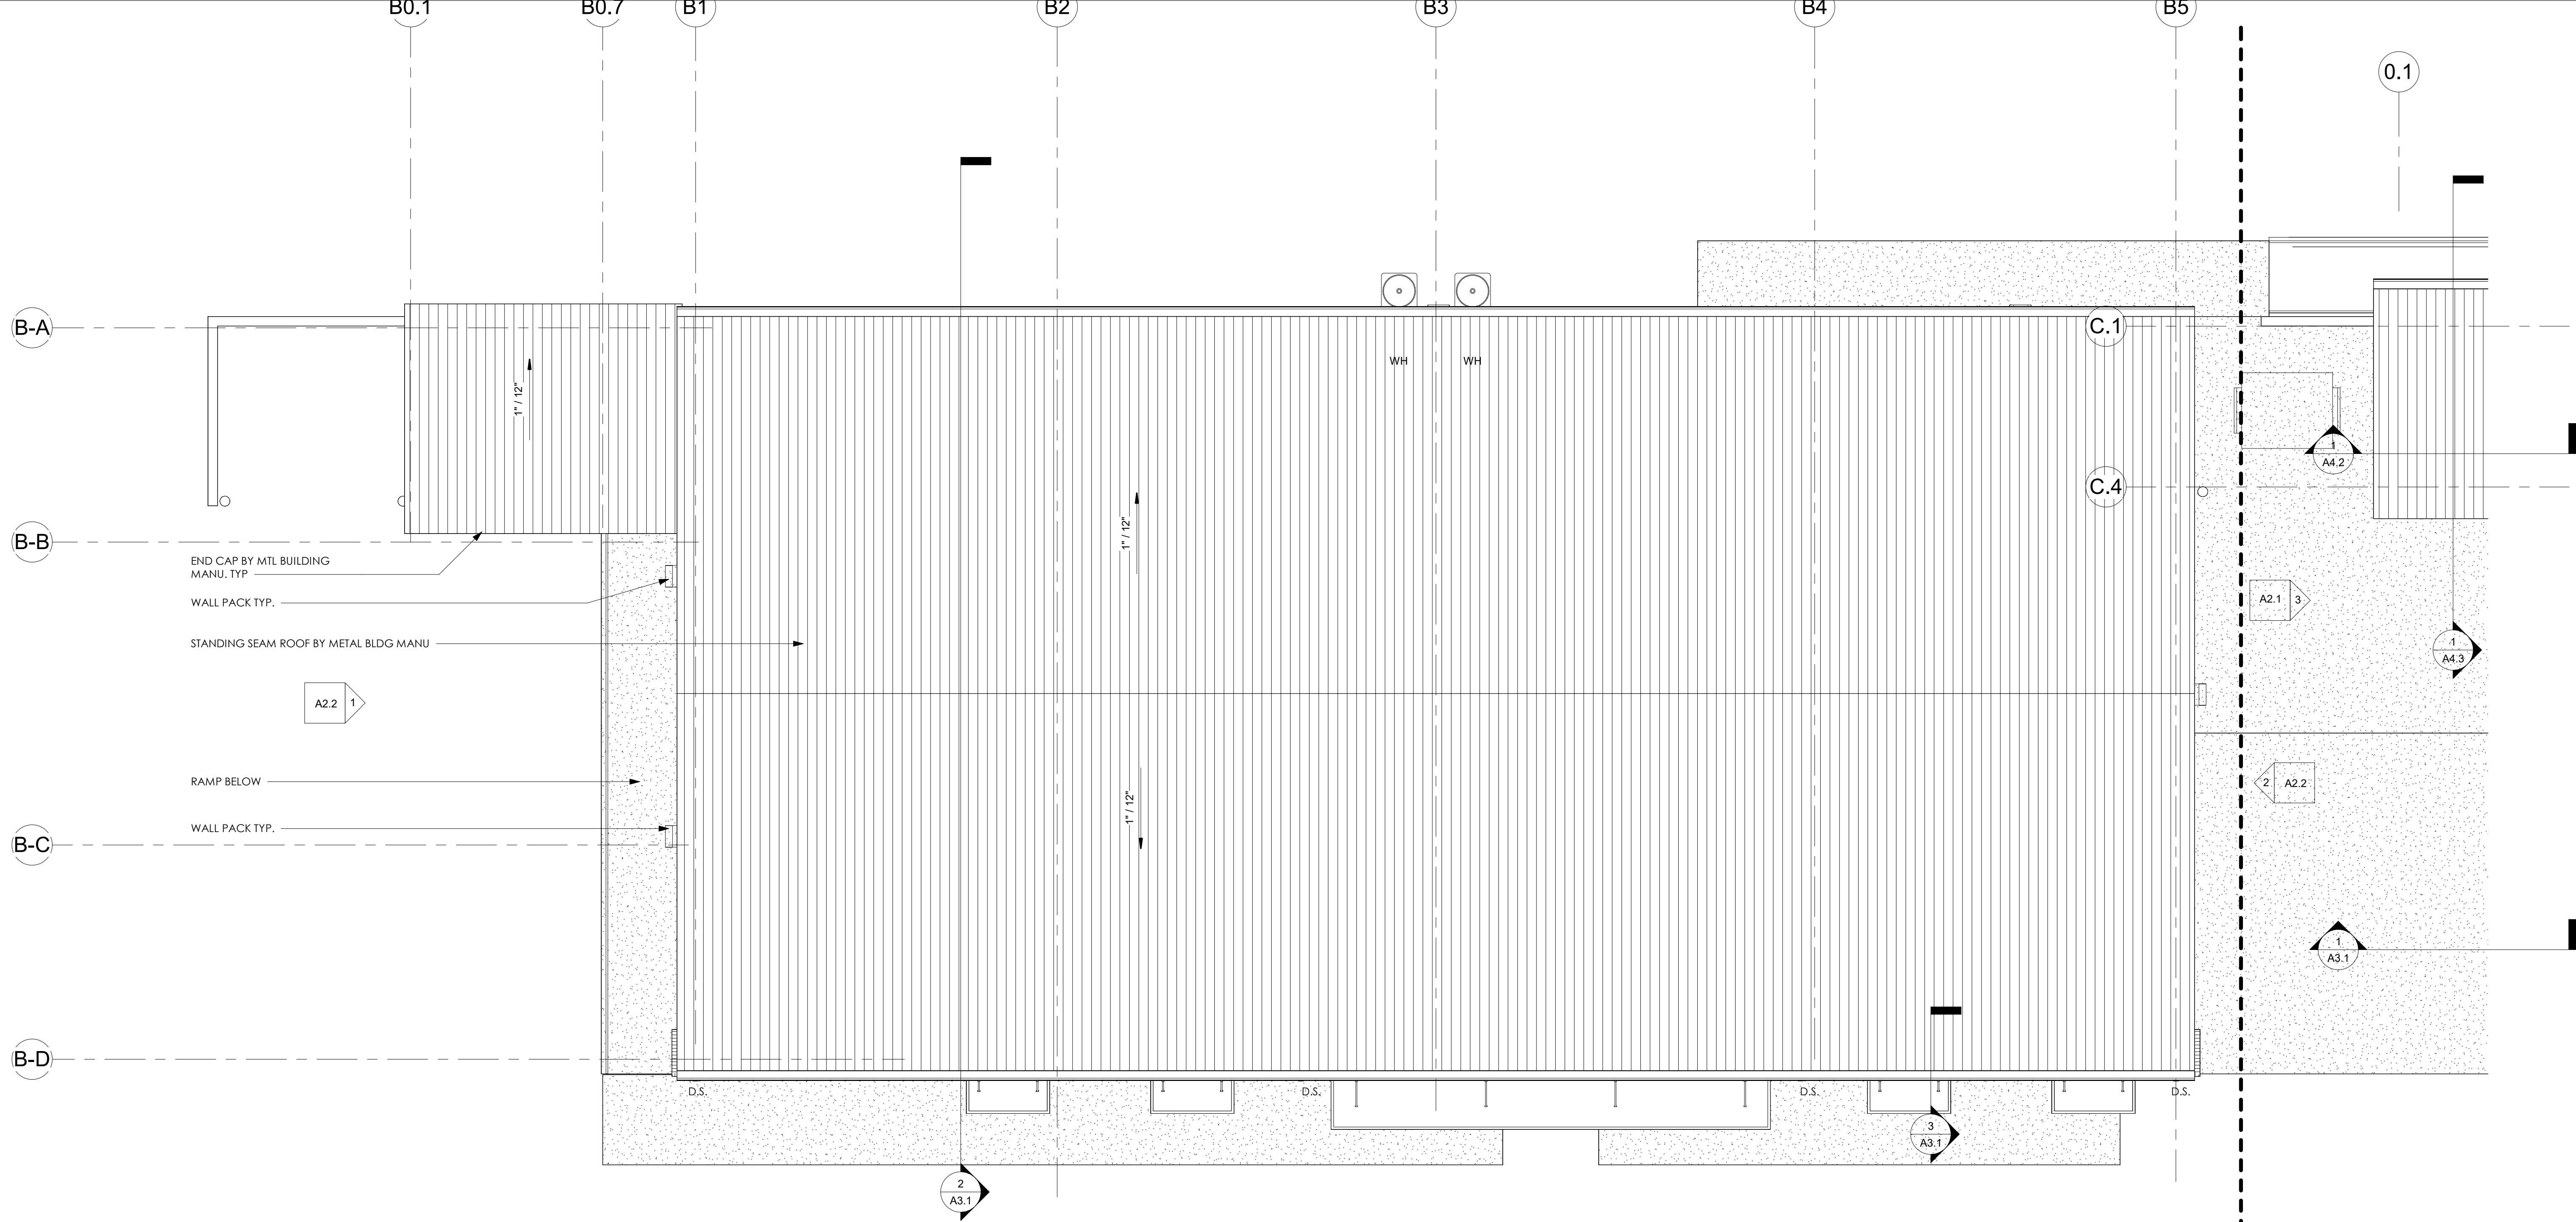 B0.1
B0.7
B1
B2
B3
B4
B5
0.1
B-A
C.1
WH
WH
1" / 12"
1
A4.2
C.4
B-B
1" / 12"
END CAP BY MTL BUILDING
MANU. TYP
WALL PACK TYP.
A2.1
3
STANDING SEAM ROOF BY METAL BLDG MANU
1
A4.3
A2.2
1
RAMP BELOW
2
A2.2
1" / 12"
WALL PACK TYP.
B-C
1
A3.1
B-D
D.S.
D.S.
D.S.
D.S.
3
A3.1
2
A3.1